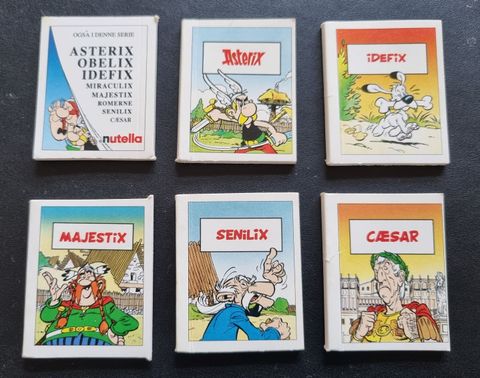 OGSÅ I DENNE SERIE
ASTERIX
OBELIX
IDEFIX
MIRACULIX
MAJESTIX
ROMERNE
SENILIX
CÆSAR
nutella
Asterix
iDEFiX
MAJESTiX
SENiLiX
CÆSAR